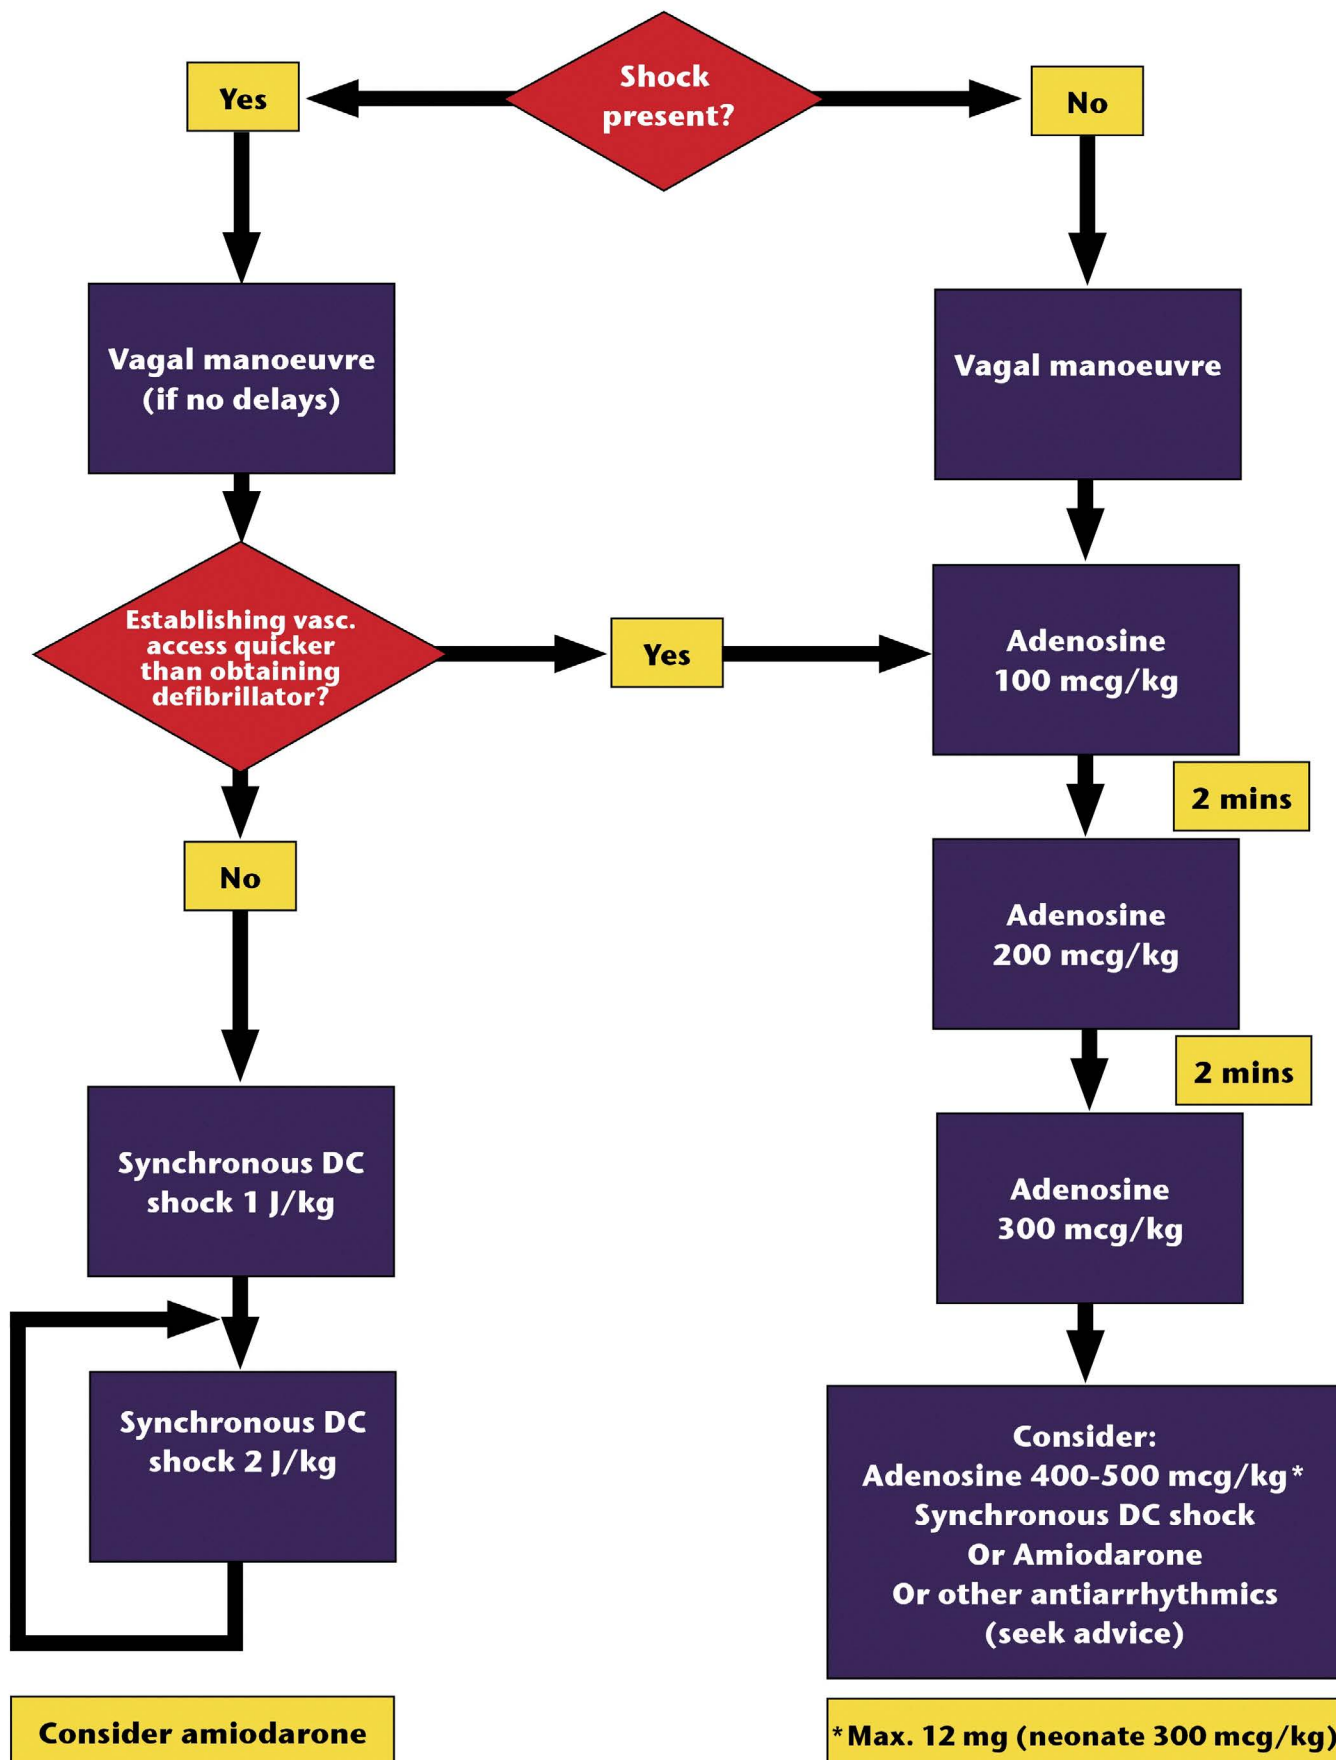 Shock
present?
Yes
No
Vagal manoeuvre
(if no delays)
Vagal manoeuvre
Establishing vasc.
access quicker
than obtaining
defibrillator?
Yes
Adenosine
100 mcg/kg
2 mins
No
Adenosine
200 mcg/kg
2 mins
Synchronous DC
shock 1 J/kg
Adenosine
300 mcg/kg
Synchronous DC
shock 2 J/kg
Consider:
Adenosine 400-500 mcg/kg*
Synchronous DC shock
Or Amiodarone
Or other antiarrhythmics
(seek advice)
Consider amiodarone
*Max. 12 mg (neonate 300 mcg/kg)